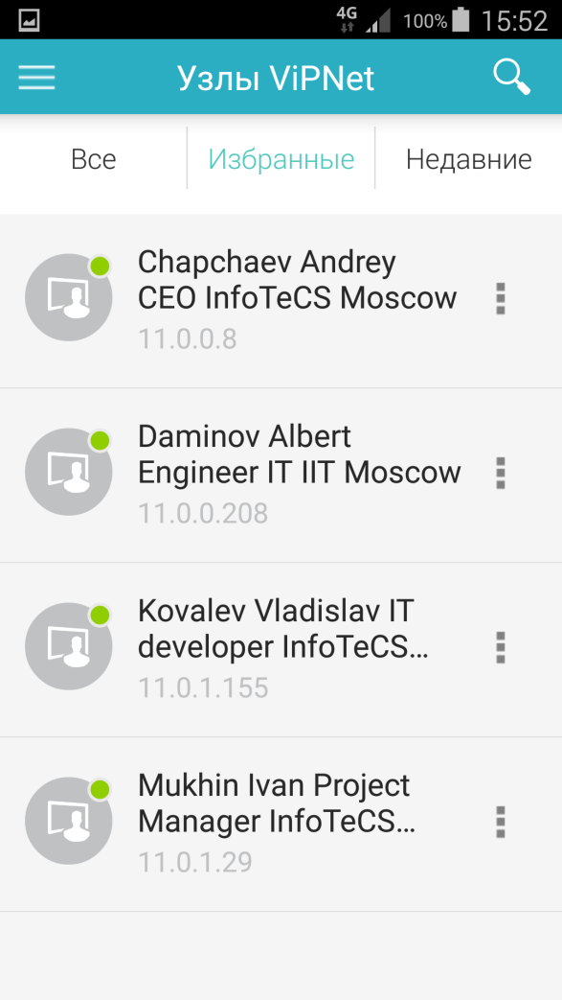 4G 100% 15:52
Узлы ViPNet
Все Избранные Недавние
Chapchaev Andrey
CEO InfoTeCS Moscow
11.0.0.8
Daminov Albert
Engineer IT IIT Moscow
11.0.0.208
Kovalev Vladislav IT
developer InfoTeCS...
11.0.1.155
Mukhin Ivan Project
Manager InfoTeCS...
11.0.1.29